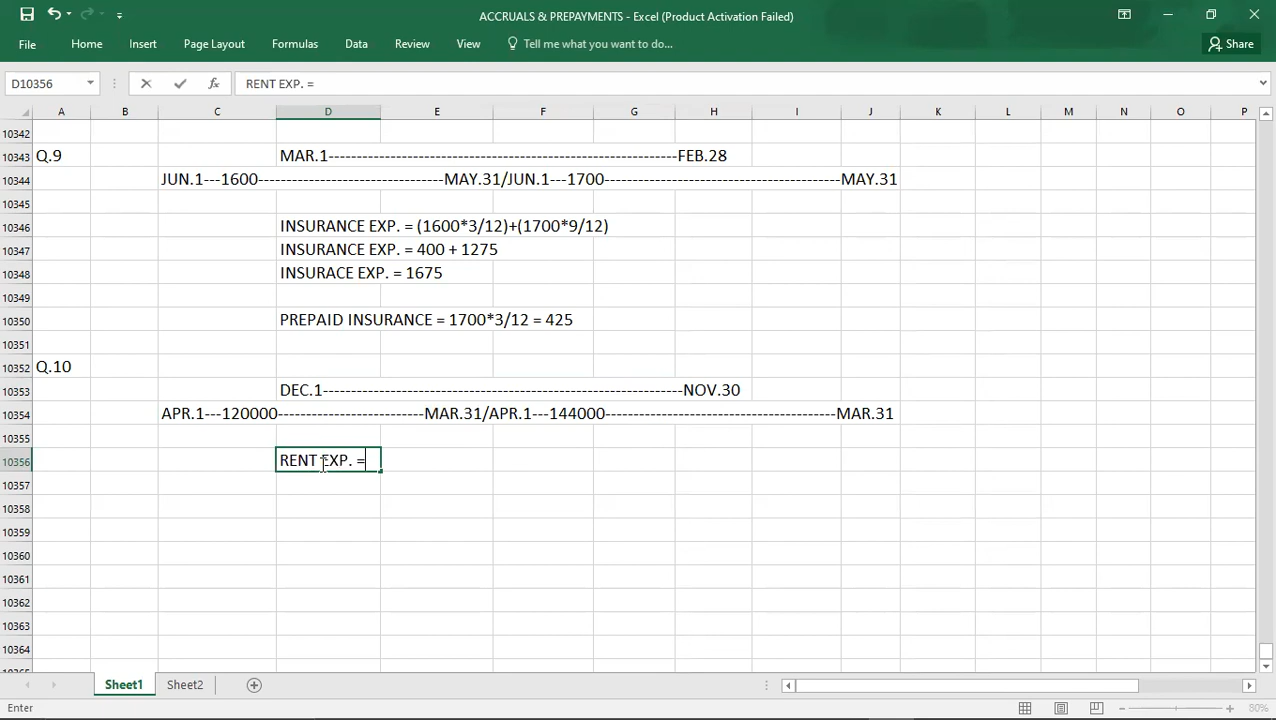 ACCRUALS & PREPAYMENTS - Excel (Product Activation Failed)
File Home Insert Page Layout Formulas Data Review View Tell me what you want to do... Share
D10356 fx RENT EXP. =
A B C D E F G H I J K L M N O P
10342
10343 Q.9 MAR.1--------------------------------------------------------------FEB.28
10344 JUN.1---1600---------------------------------MAY.31/JUN.1---1700------------------------------------------MAY.31
10345
10346 INSURANCE EXP. = (1600*3/12)+(1700*9/12)
10347 INSURANCE EXP. = 400 + 1275
10348 INSURACE EXP. = 1675
10349
10350 PREPAID INSURANCE = 1700*3/12 = 425
10351
10352 Q.10
10353 DEC.1----------------------------------------------------------------NOV.30
10354 APR.1---120000--------------------------MAR.31/APR.1---144000-----------------------------------------MAR.31
10355
10356 RENT EXP. =
10357
10358
10359
10360
10361
10362
10363
10364
10365
Sheet1 Sheet2
Enter 80%